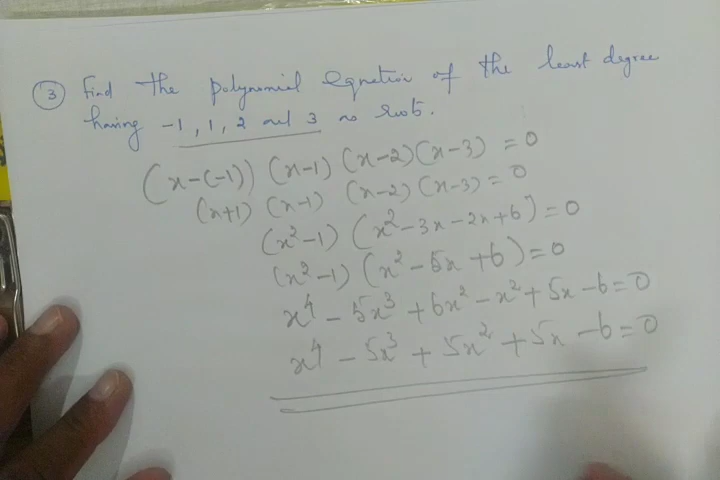 ③ Find the polynomial equation of the least degree
having -1, 1, 2 and 3 as roots.
(x-(-1)) (x-1) (x-2) (x-3) = 0
(x+1) (x-1) (x-2) (x-3) = 0
(x²-1) (x²-3x-2x+6) = 0
(x²-1) (x²-5x+6) = 0
x⁴ - 5x³ + 6x² - x² + 5x - 6 = 0
x⁴ - 5x³ + 5x² + 5x - 6 = 0